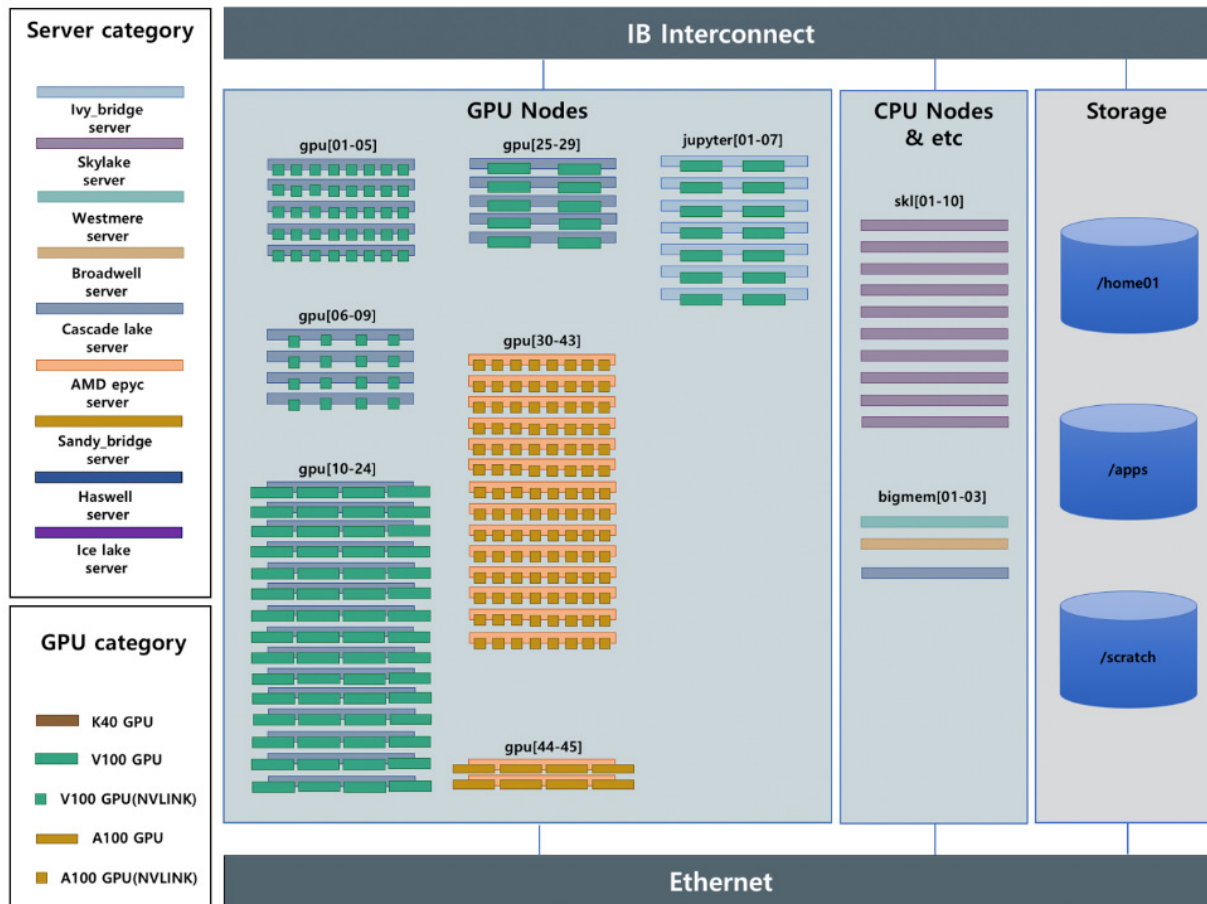 Server category
Ivy_bridge
server
Skylake
server
Westmere
server
Broadwell
server
Cascade lake
server
AMD epyc
server
Sandy_bridge
server
Haswell
server
Ice lake
server
GPU category
K40 GPU
V100 GPU
V100 GPU(NVLINK)
A100 GPU
A100 GPU(NVLINK)
IB Interconnect
GPU Nodes
gpu[01-05]
gpu[25-29]
jupyter[01-07]
gpu[06-09]
gpu[30-43]
gpu[10-24]
gpu[44-45]
CPU Nodes
& etc
skl[01-10]
bigmem[01-03]
Storage
/home01
/apps
/scratch
Ethernet